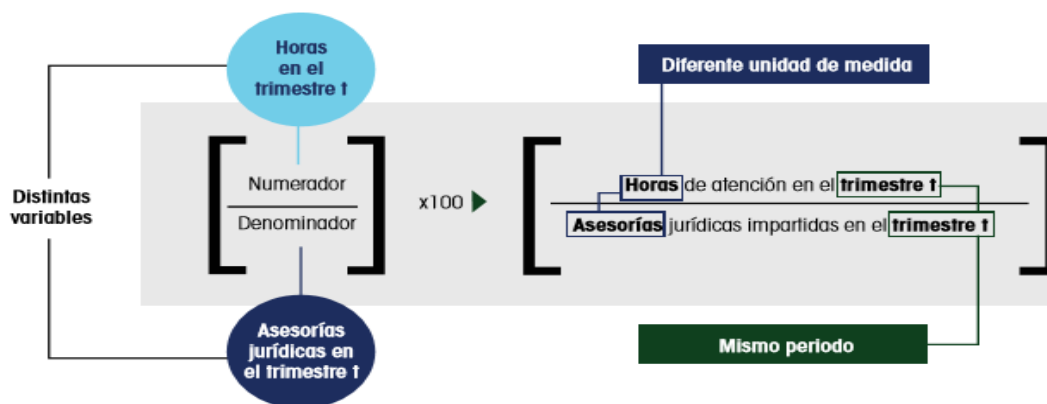 Horas
en el
trimestre t
Diferente unidad de medida
Distintas
variables
Numerador
Denominador
x100
Horas de atención en el trimestre t
Asesorías jurídicas impartidas en el trimestre t
Asesorías
jurídicas en
el trimestre t
Mismo periodo